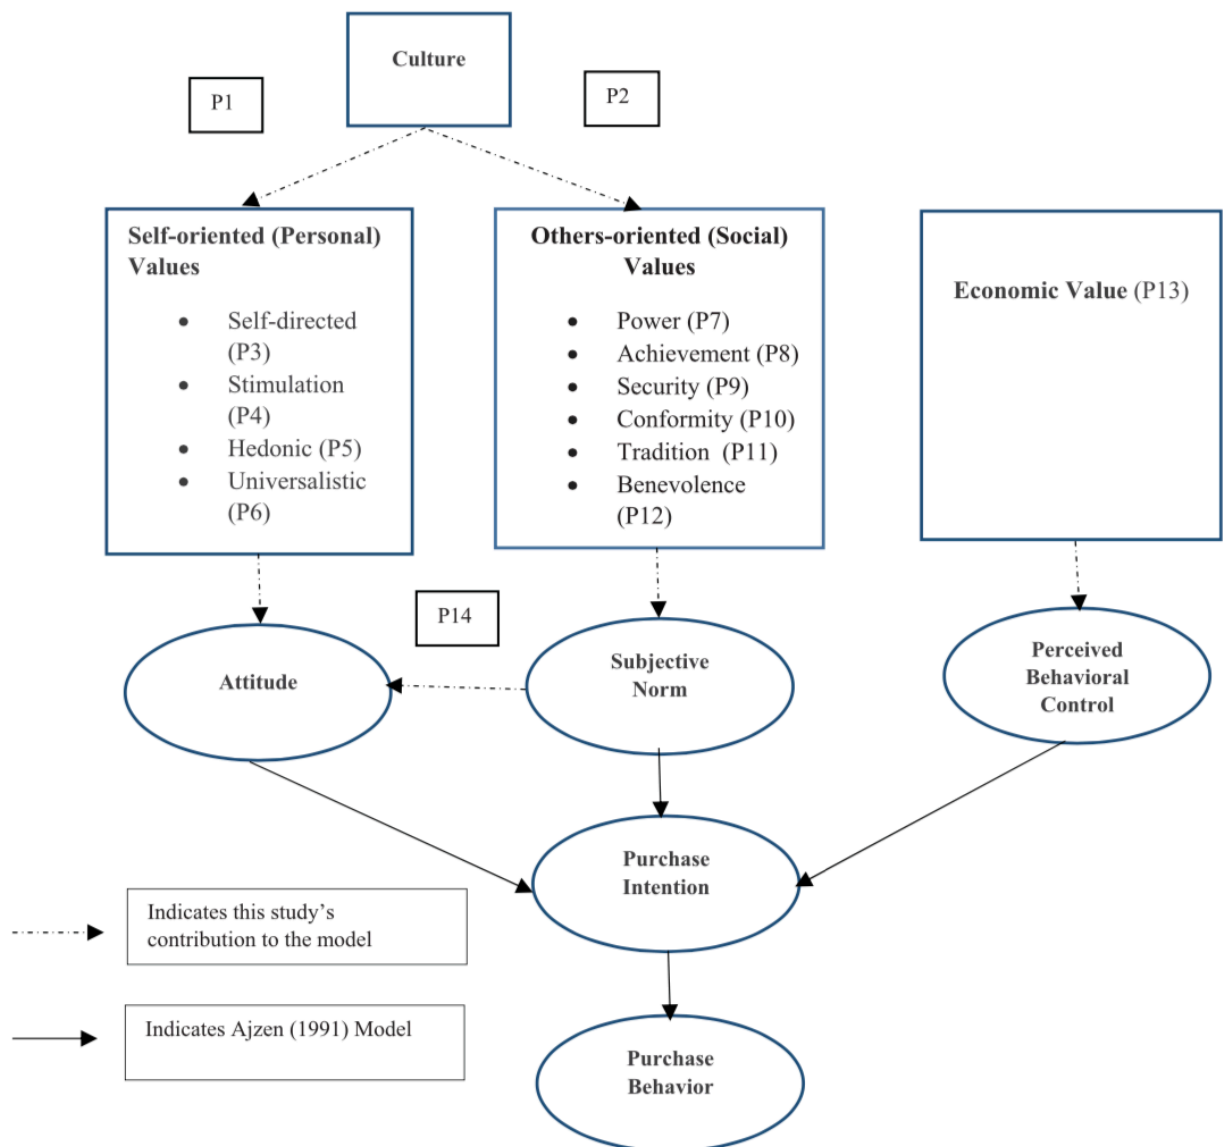 Culture
P1
P2
Self-oriented (Personal)
Values
Self-directed
(P3)
Stimulation
(P4)
Hedonic (P5)
Universalistic
(P6)
Others-oriented (Social)
Values
Power (P7)
Achievement (P8)
Security (P9)
Conformity (P10)
Tradition (P11)
Benevolence
(P12)
Economic Value (P13)
P14
Attitude
Subjective
Norm
Perceived
Behavioral
Control
Purchase
Intention
Indicates this study's
contribution to the model
Indicates Ajzen (1991) Model
Purchase
Behavior